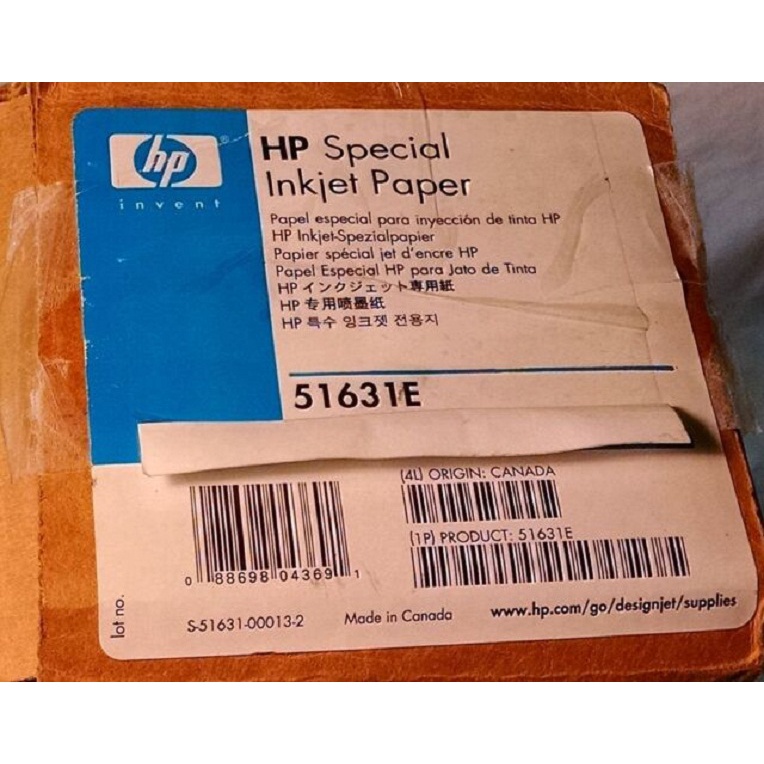 hp
®
invent
HP Special
Inkjet Paper
Papel especial para inyección de tinta HP
HP Inkjet-Spezialpapier
Papier spécial jet d'encre HP
Papel Especial HP para Jato de Tinta
HP インクジェット専用紙
HP 专用喷墨纸
HP 특수 잉크젯 전용지
51631E
(4L) ORIGIN: CANADA
(1P) PRODUCT: 51631E
0 88698 04369 1
lot no.
S-51631-00013-2
Made in Canada
www.hp.com/go/designjet/supplies